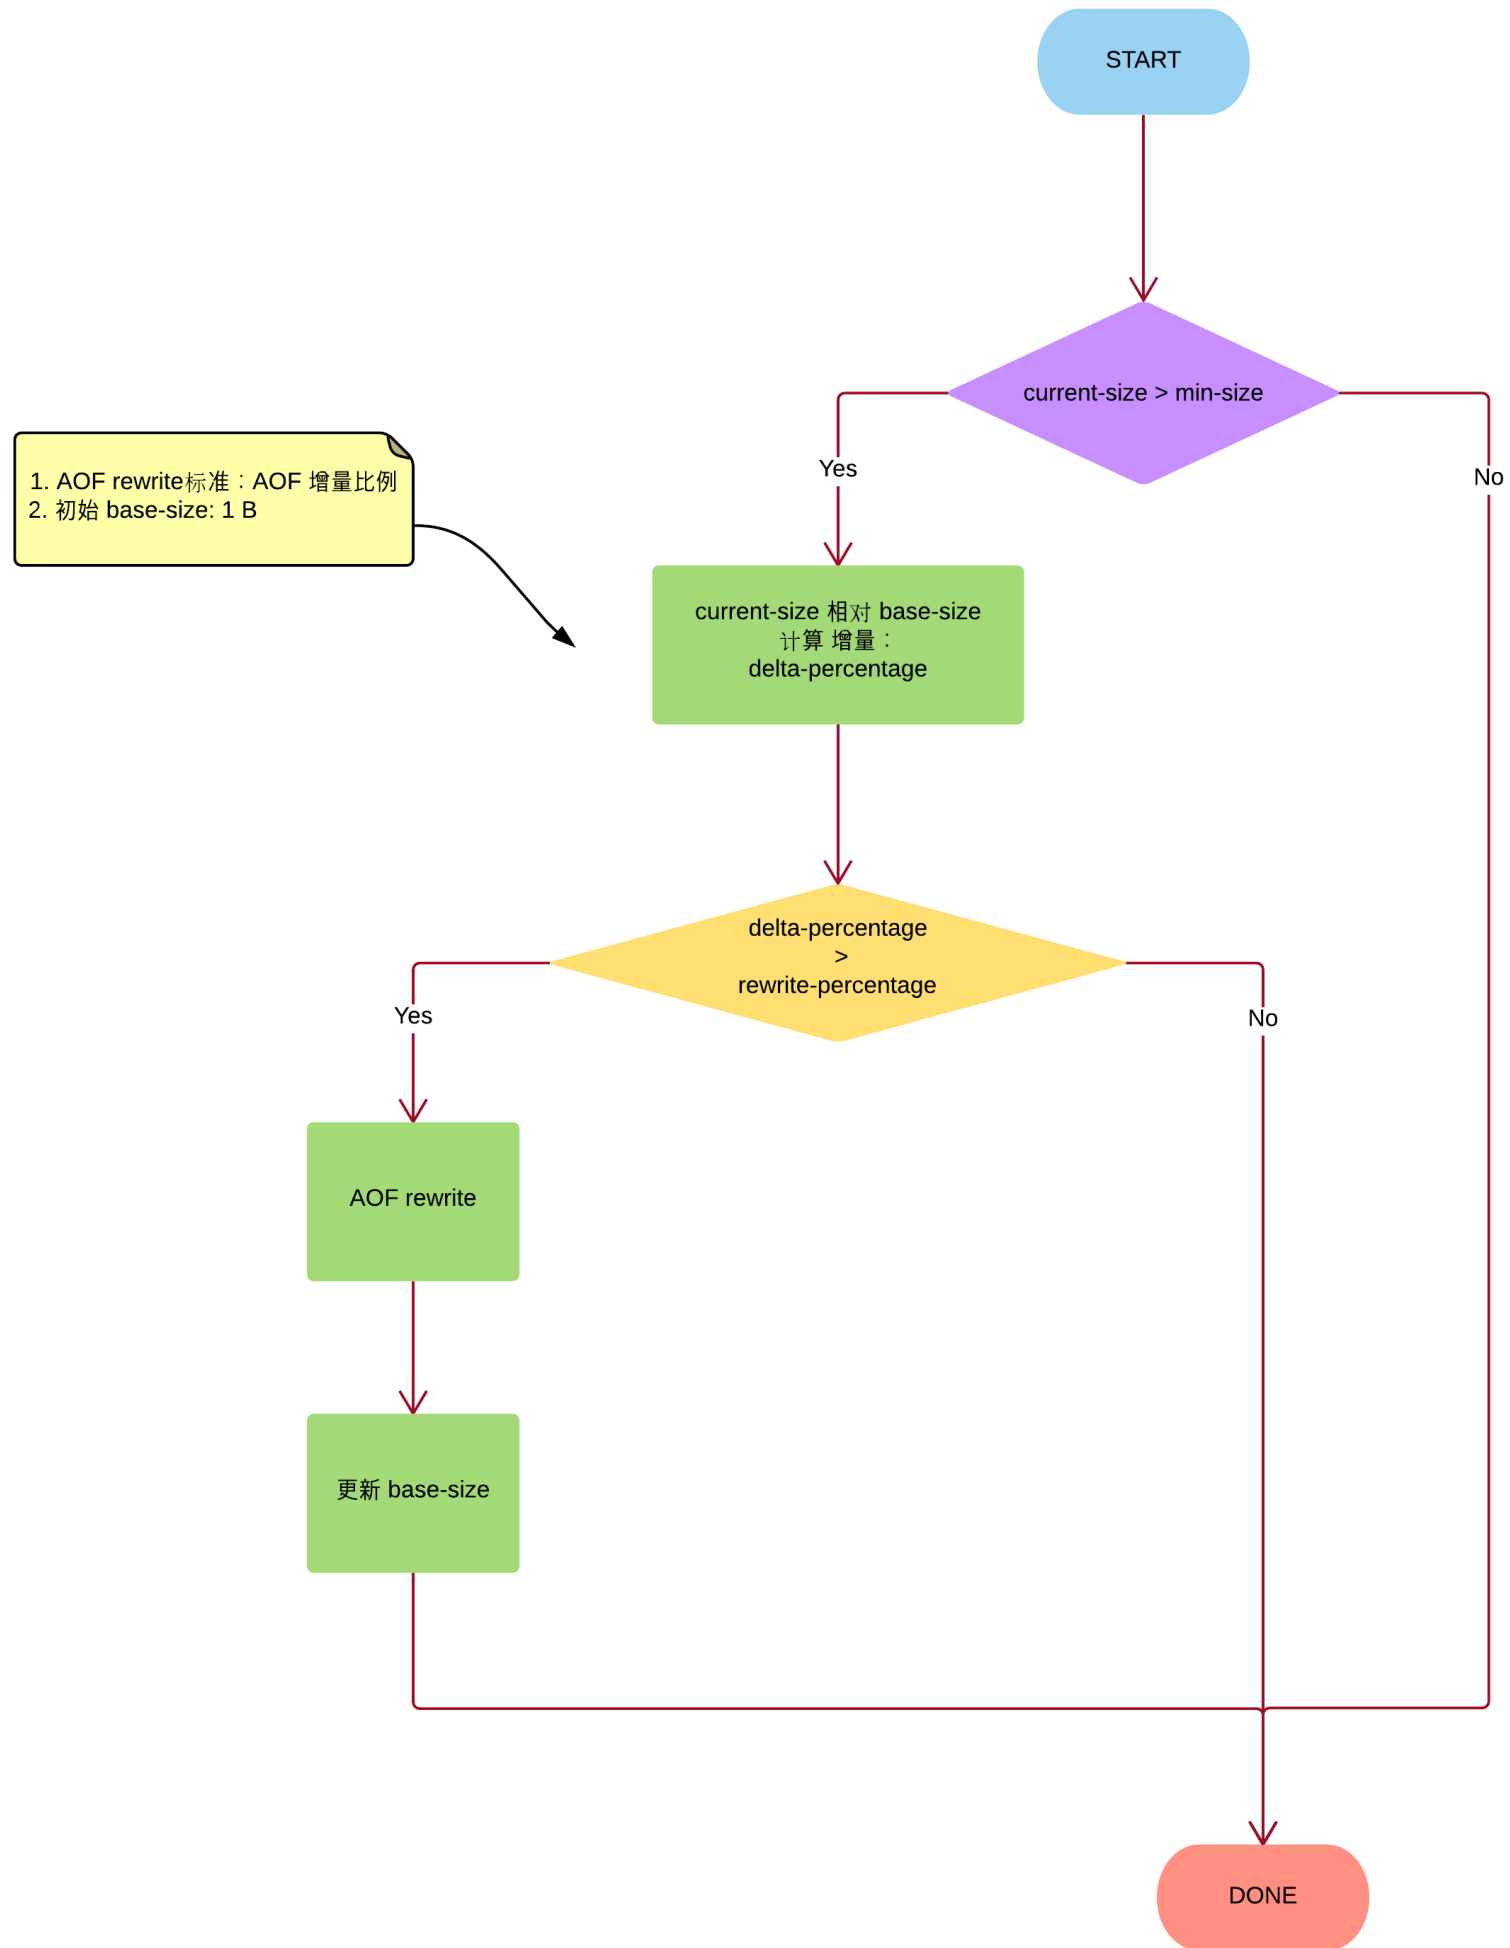 START
current-size > min-size
Yes
No
1. AOF rewrite标准：AOF 增量比例
2. 初始 base-size: 1 B
current-size 相对 base-size
计算 增量：
delta-percentage
delta-percentage
>
rewrite-percentage
Yes
No
AOF rewrite
更新 base-size
DONE